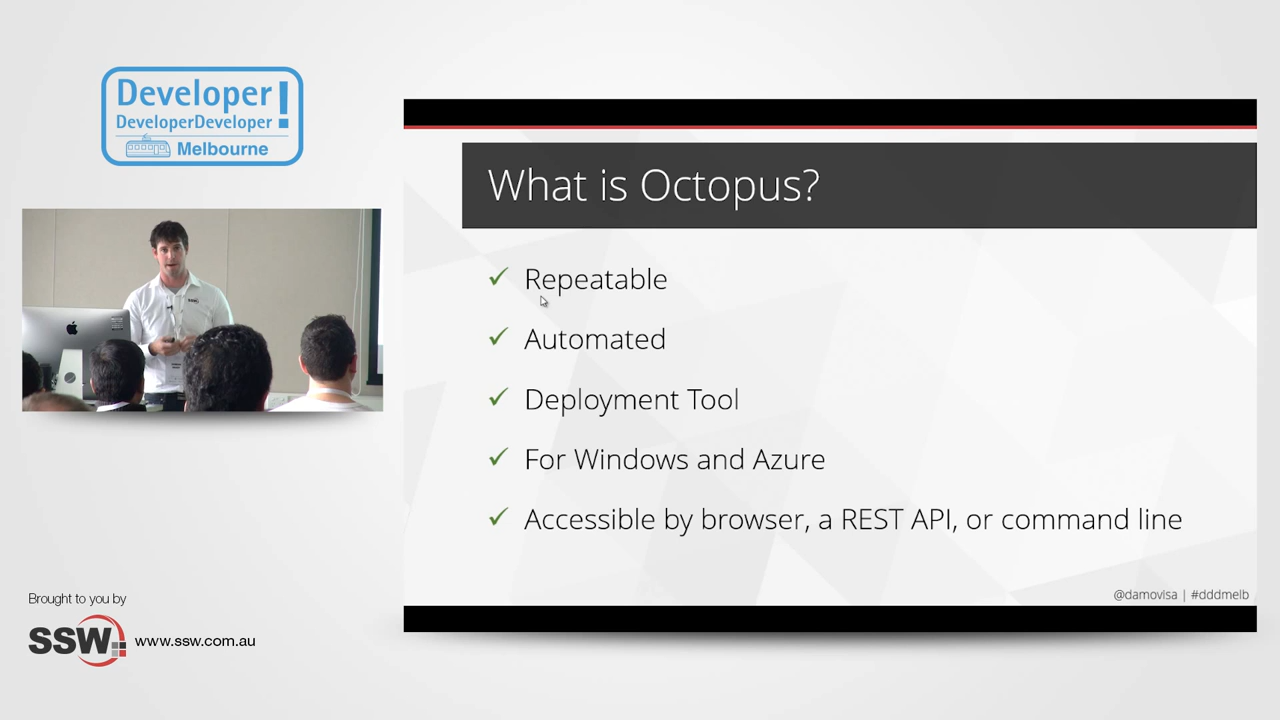 Developer!
DeveloperDeveloper
Melbourne
What is Octopus?
Repeatable
Automated
Deployment Tool
For Windows and Azure
Accessible by browser, a REST API, or command line
@damovisa | #dddmelb
SSW
Brought to you by
SSW
www.ssw.com.au